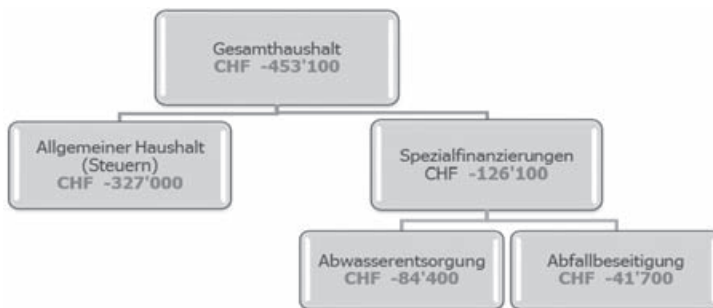 Gesamthaushalt
CHF -453'100
Allgemeiner Haushalt
(Steuern)
CHF -327'000
Spezialfinanzierungen
CHF -126'100
Abwasserentsorgung
CHF -84'400
Abfallbeseitigung
CHF -41'700